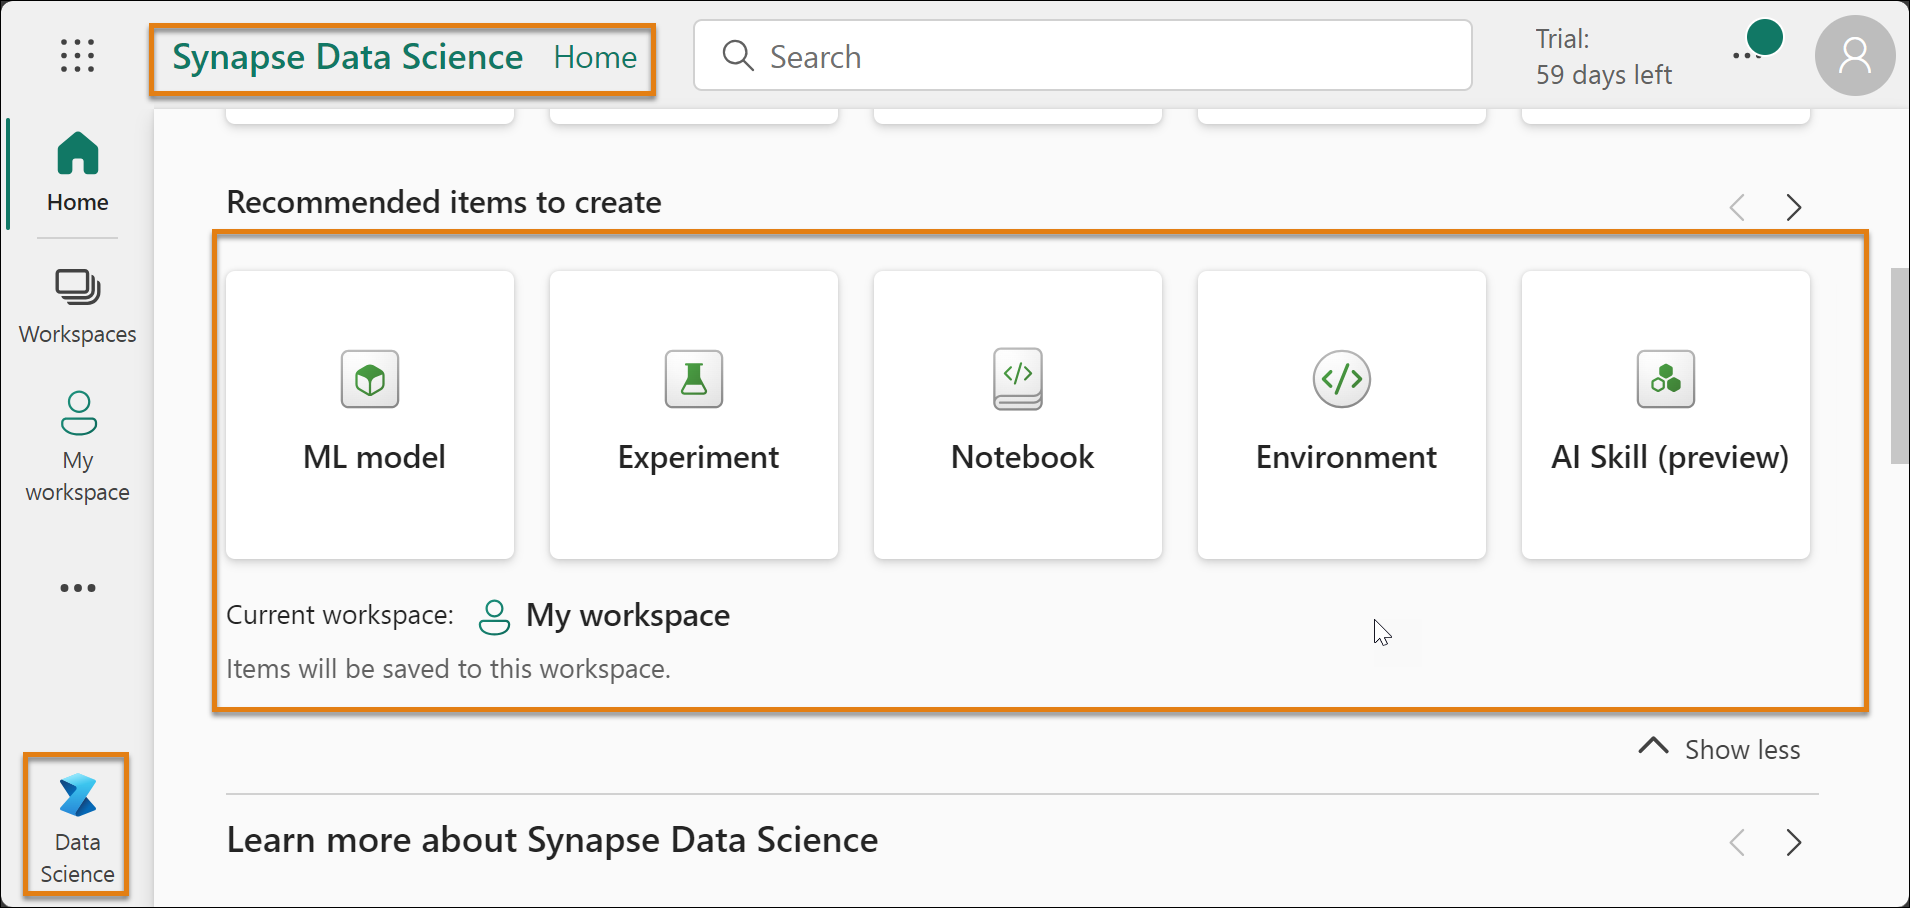 Synapse Data Science Home
Search
Trial:
59 days left
Home
Workspaces
My
workspace
Data
Science
Recommended items to create
ML model
Experiment
Notebook
Environment
AI Skill (preview)
Current workspace: My workspace
Items will be saved to this workspace.
Show less
Learn more about Synapse Data Science